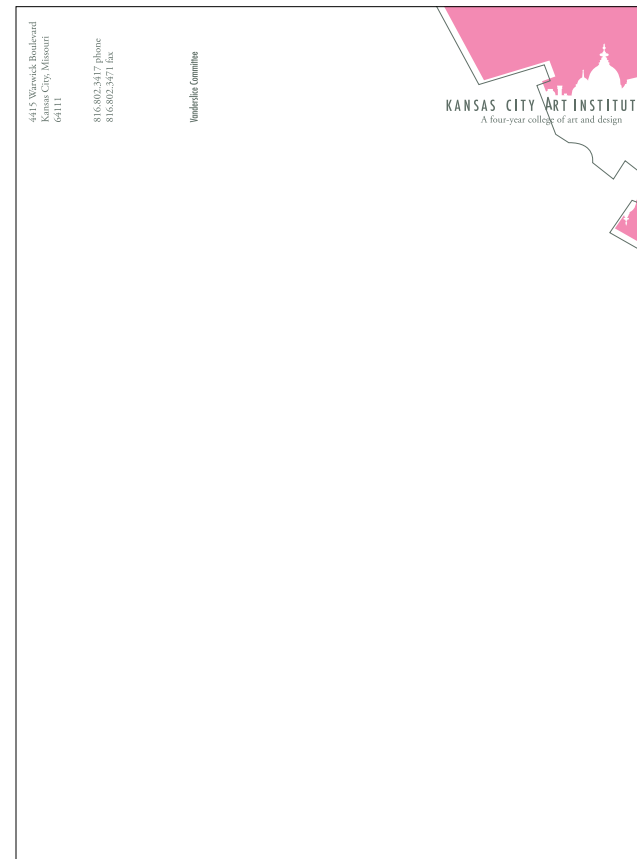 4415 Warwick Boulevard
Kansas City, Missouri
64111
816.802.3417 phone
816.802.3471 fax
Vanderslice Committee
KANSAS CITY ART INSTITUT
A four-year college of art and design